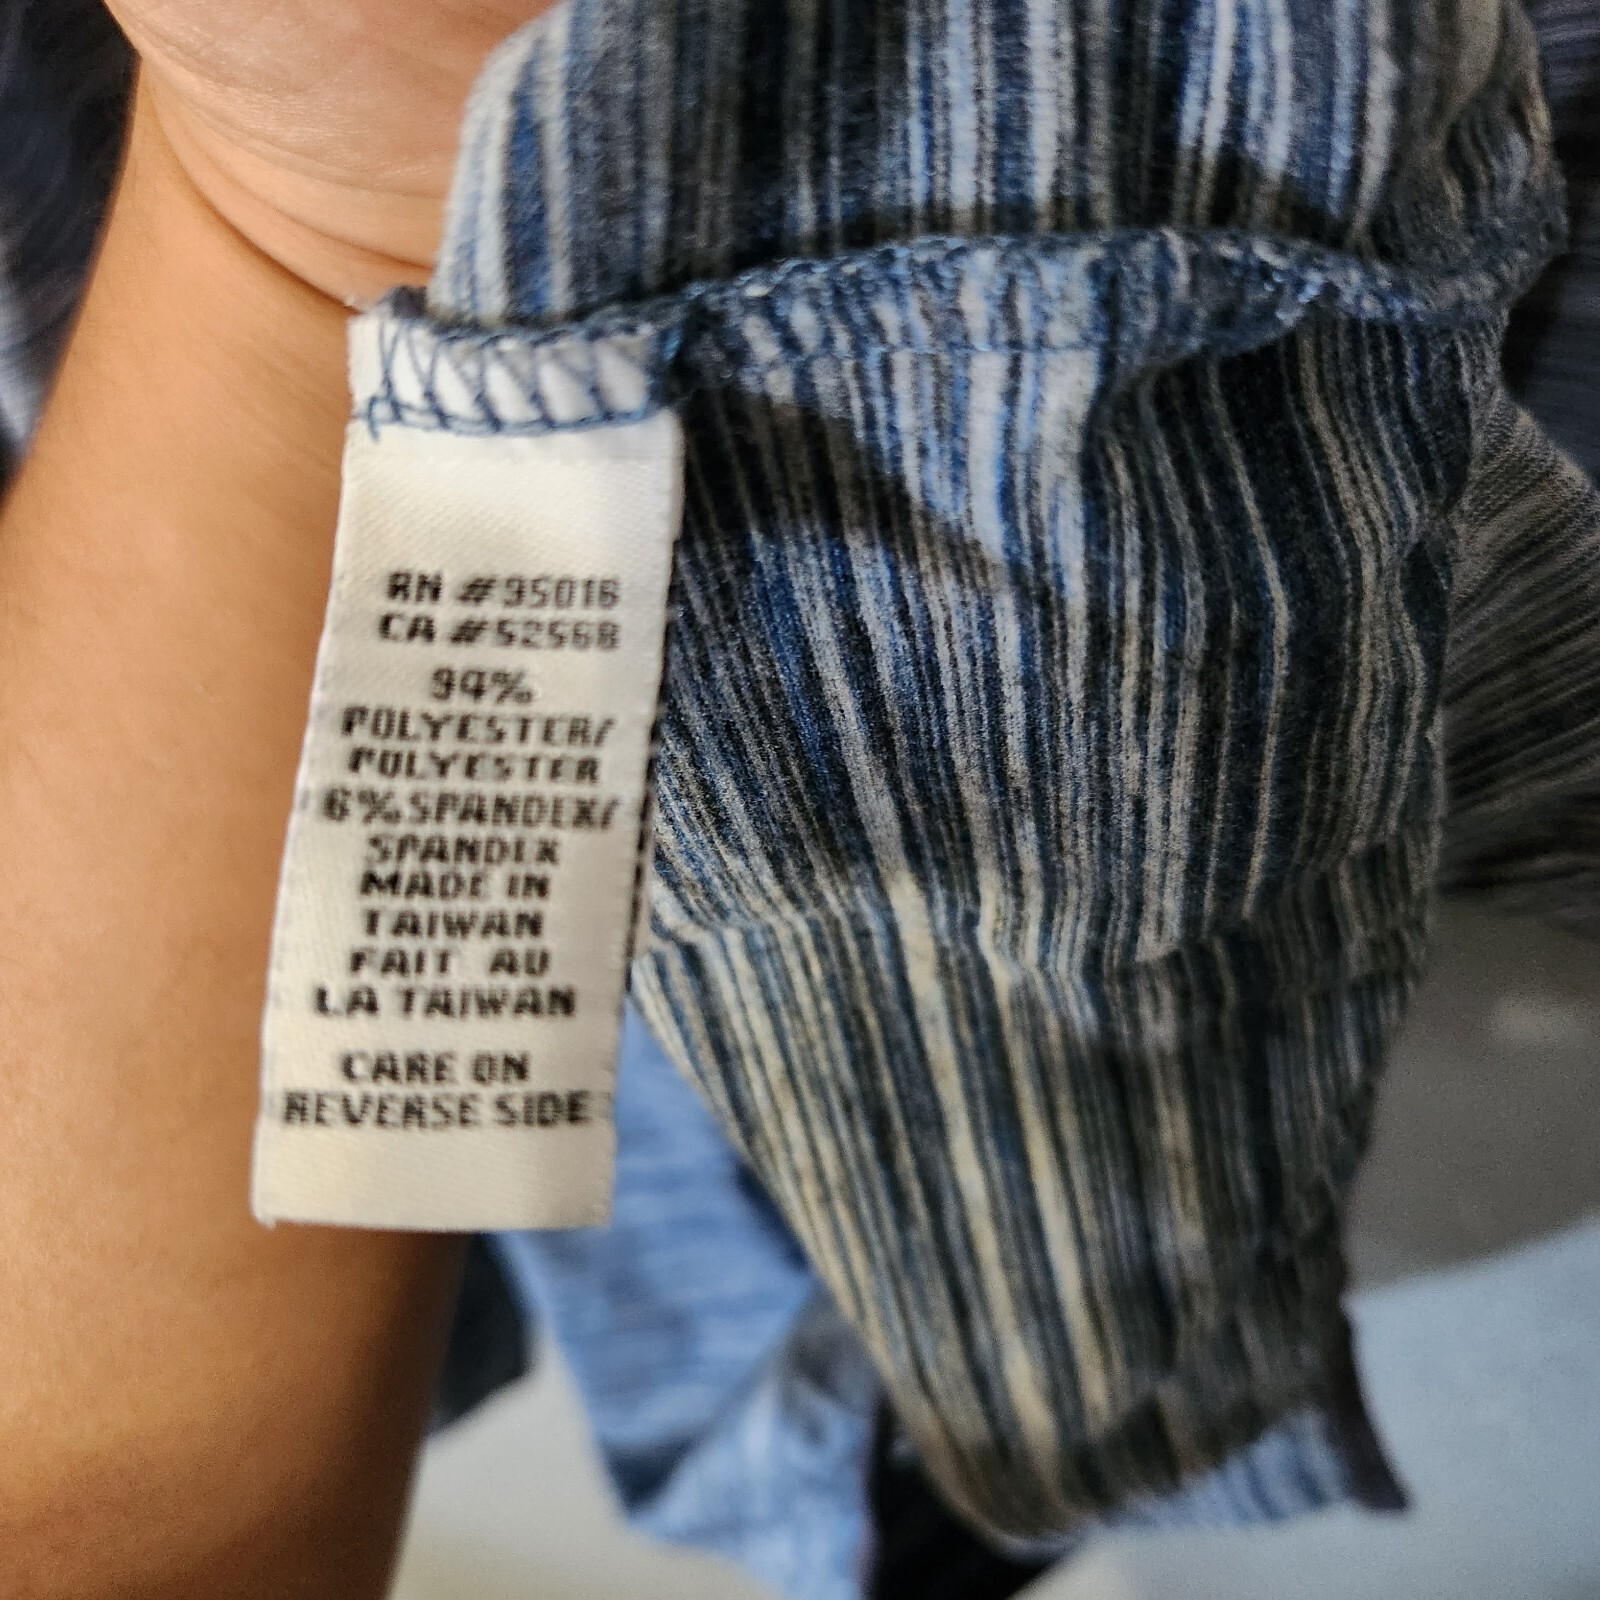 RN #95016
CA #52568
94%
POLYESTER/
POLYESTER
6%SPANDEX/
SPANDEX
MADE IN
TAIWAN
FAIT AU
LA TAIWAN
CARE ON
REVERSE SIDE